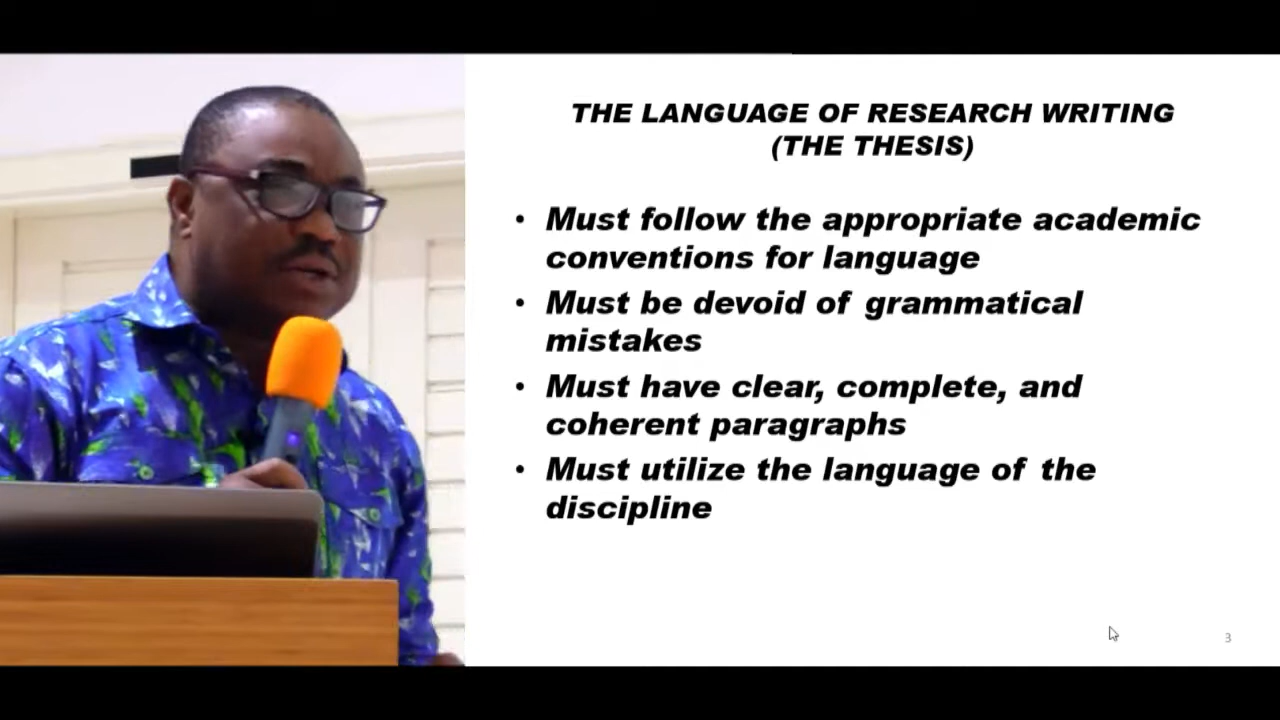 THE LANGUAGE OF RESEARCH WRITING
(THE THESIS)
• Must follow the appropriate academic
conventions for language
• Must be devoid of grammatical
mistakes
• Must have clear, complete, and
coherent paragraphs
• Must utilize the language of the
discipline
3